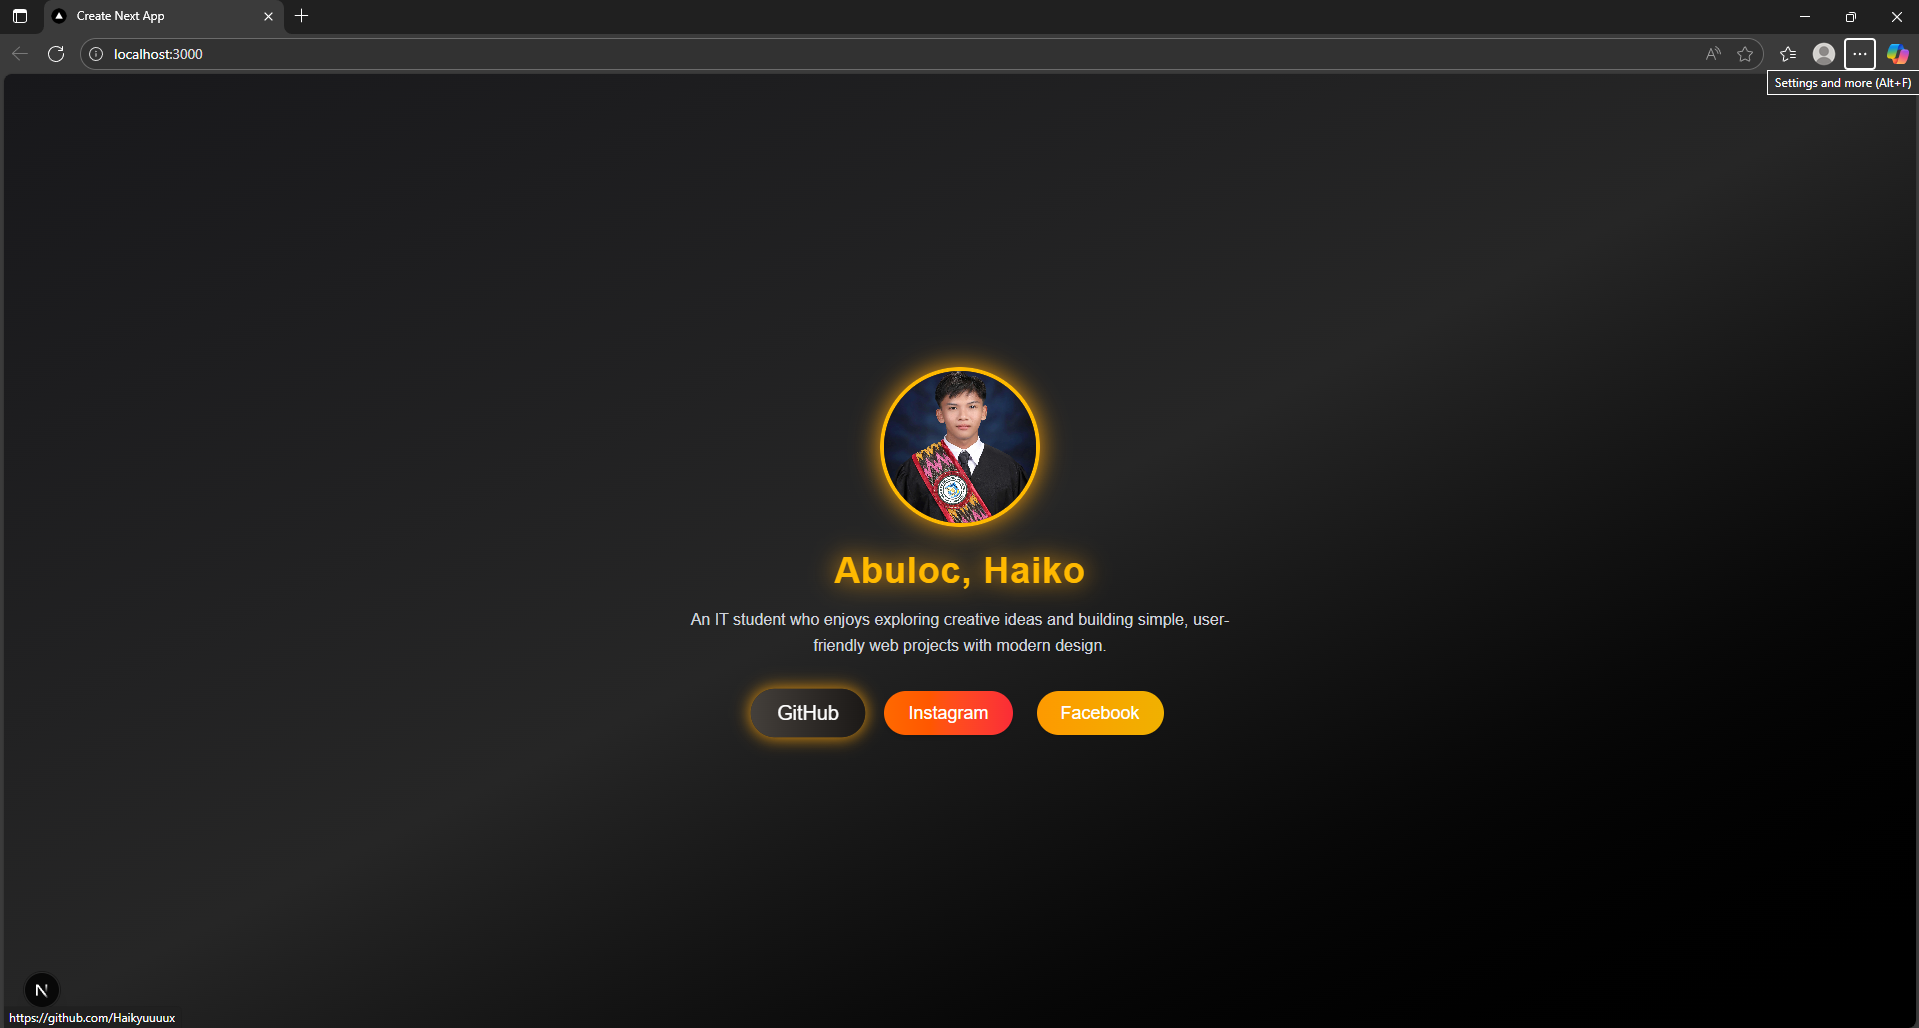 Create Next App
localhost:3000
Settings and more (Alt+F)
Abuloc, Haiko
An IT student who enjoys exploring creative ideas and building simple, user-
friendly web projects with modern design.
GitHub
Instagram
Facebook
N
https://github.com/Haikyuuuux